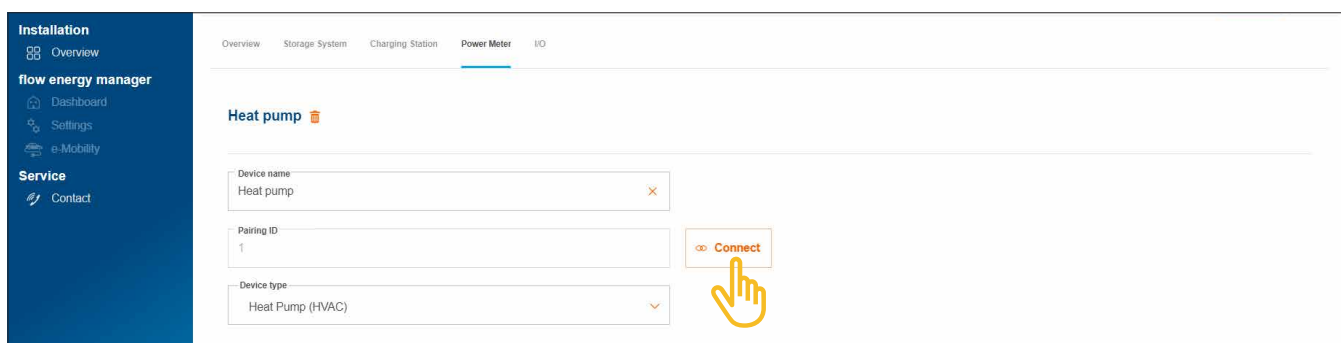 Installation
Overview
flow energy manager
Dashboard
Settings
e-Mobility
Service
Contact
Overview Storage System Charging Station Power Meter I/O
Heat pump
Device name
Heat pump
Pairing ID
1
Connect
Device type
Heat Pump (HVAC)